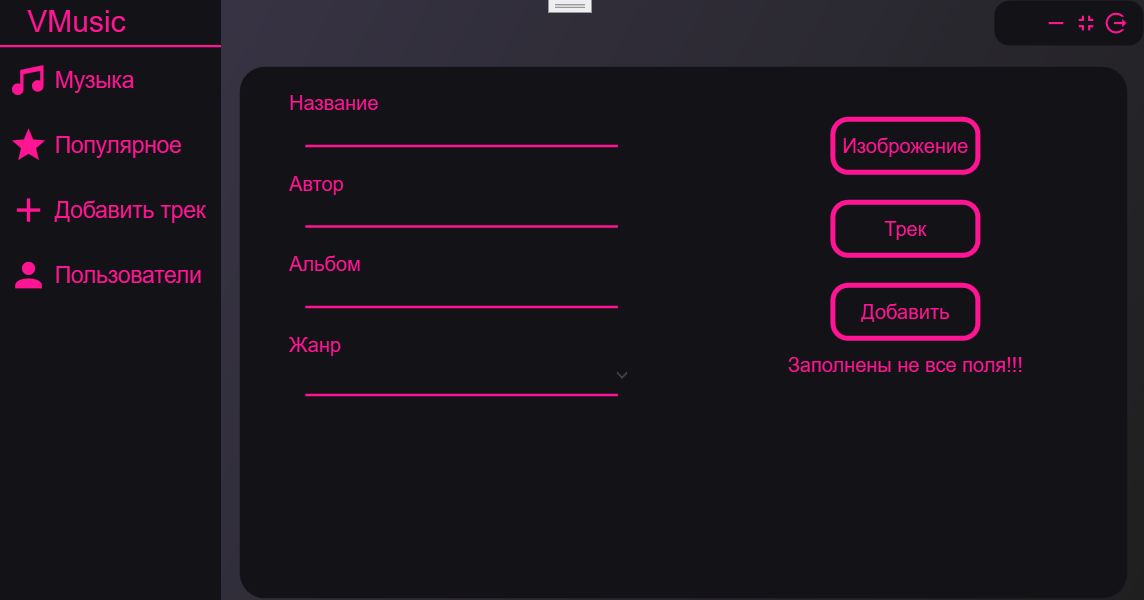 VMusic
Музыка
Популярное
Добавить трек
Пользователи
Название
Автор
Альбом
Жанр
Изоброжение
Трек
Добавить
Заполнены не все поля!!!